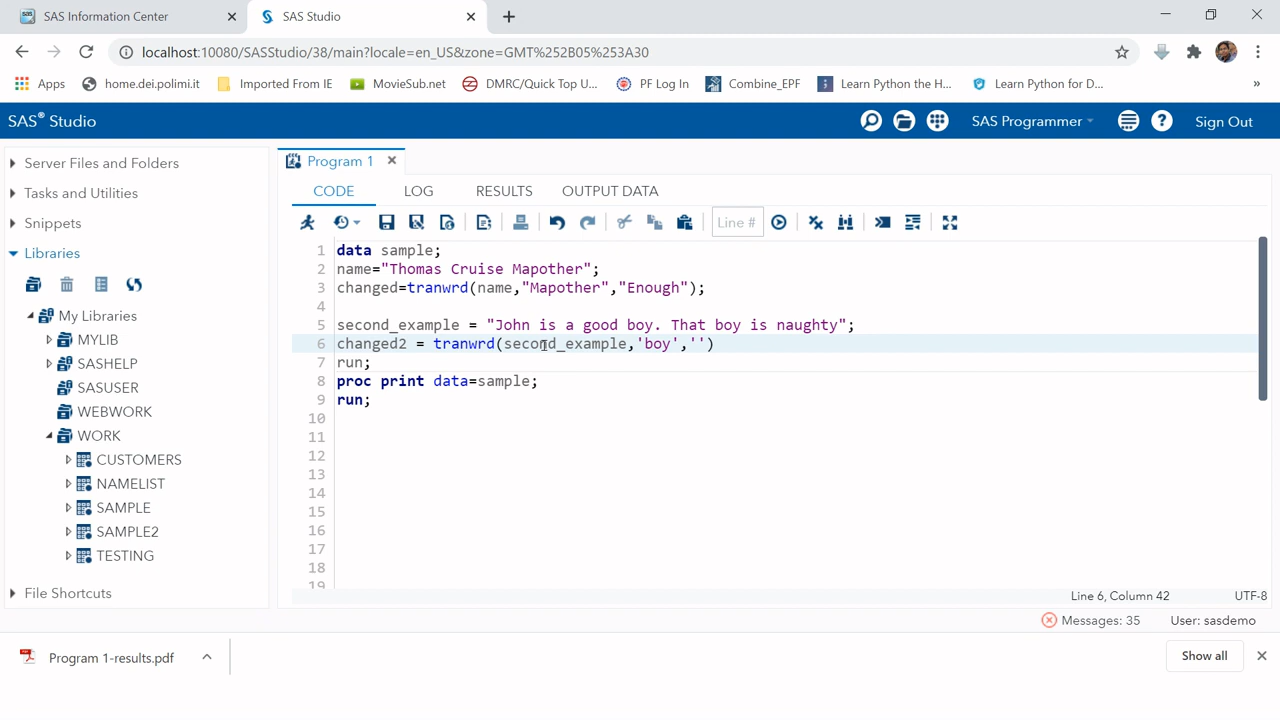 SAS Information Center
SAS Studio
localhost:10080/SASStudio/38/main?locale=en_US&zone=GMT%252B05%253A30
Apps
home.dei.polimi.it
Imported From IE
MovieSub.net
DMRC/Quick Top U...
PF Log In
Combine_EPF
Learn Python the H...
Learn Python for D...
SAS® Studio
SAS Programmer
Sign Out
Server Files and Folders
Tasks and Utilities
Snippets
Libraries
My Libraries
MYLIB
SASHELP
SASUSER
WEBWORK
WORK
CUSTOMERS
NAMELIST
SAMPLE
SAMPLE2
TESTING
File Shortcuts
Program 1
CODE
LOG
RESULTS
OUTPUT DATA
Line #
1 data sample;
2 name="Thomas Cruise Mapother";
3 changed=tranwrd(name,"Mapother","Enough");
4
5 second_example = "John is a good boy. That boy is naughty";
6 changed2 = tranwrd(second_example,'boy','')
7 run;
8 proc print data=sample;
9 run;
10
11
12
13
14
15
16
17
18
19
Line 6, Column 42
UTF-8
Messages: 35
User: sasdemo
Program 1-results.pdf
Show all